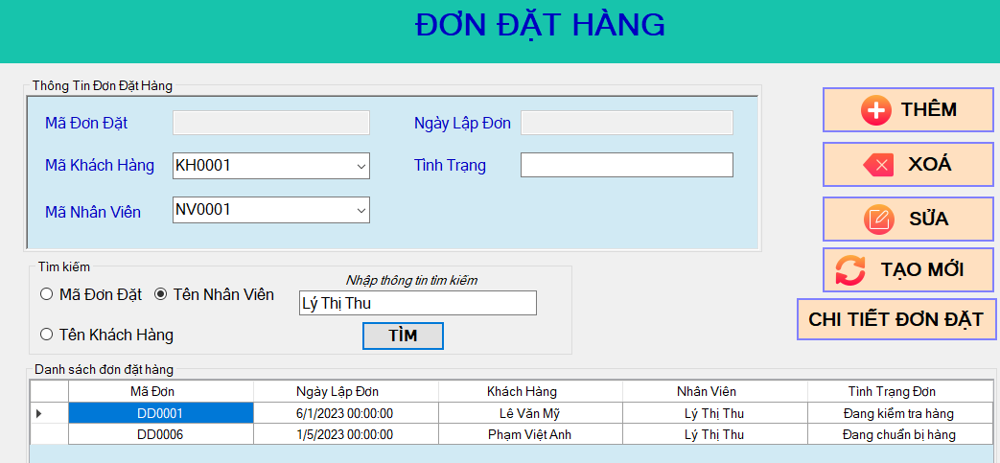 ĐƠN ĐẶT HÀNG
Thông Tin Đơn Đặt Hàng
Mã Đơn Đặt
Ngày Lập Đơn
Mã Khách Hàng KH0001
Tình Trạng
Mã Nhân Viên NV0001
THÊM
XOÁ
SỬA
TẠO MỚI
CHI TIẾT ĐƠN ĐẶT
Tìm kiếm
Mã Đơn Đặt Tên Nhân Viên
Nhập thông tin tìm kiếm
Lý Thị Thu
Tên Khách Hàng
TÌM
Danh sách đơn đặt hàng
Mã Đơn Ngày Lập Đơn Khách Hàng Nhân Viên Tình Trạng Đơn
DD0001 6/1/2023 00:00:00 Lê Văn Mỹ Lý Thị Thu Đang kiểm tra hàng
DD0006 1/5/2023 00:00:00 Phạm Việt Anh Lý Thị Thu Đang chuẩn bị hàng